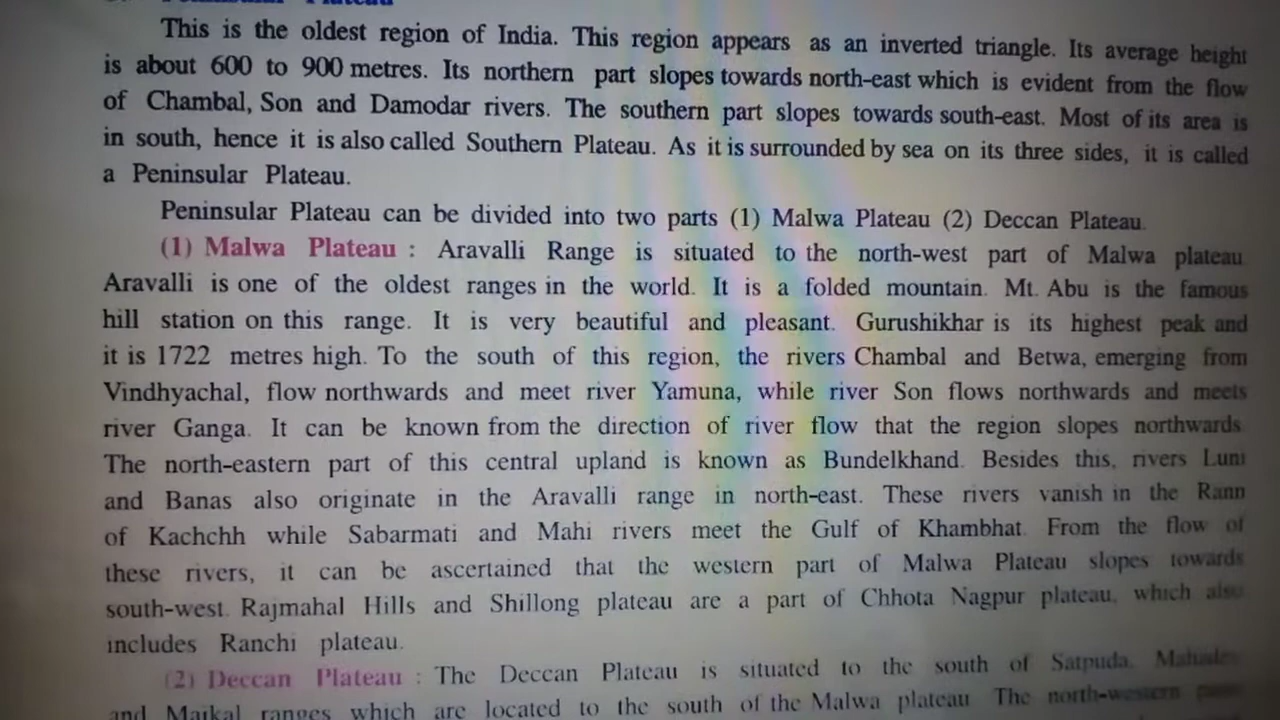 Peninsular Plateau
This is the oldest region of India. This region appears as an inverted triangle. Its average height
is about 600 to 900 metres. Its northern part slopes towards north-east which is evident from the flow
of Chambal, Son and Damodar rivers. The southern part slopes towards south-east. Most of its area is
in south, hence it is also called Southern Plateau. As it is surrounded by sea on its three sides, it is called
a Peninsular Plateau.
Peninsular Plateau can be divided into two parts (1) Malwa Plateau (2) Deccan Plateau.
(1) Malwa Plateau : Aravalli Range is situated to the north-west part of Malwa plateau
Aravalli is one of the oldest ranges in the world. It is a folded mountain. Mt. Abu is the famous
hill station on this range. It is very beautiful and pleasant. Gurushikhar is its highest peak and
it is 1722 metres high. To the south of this region, the rivers Chambal and Betwa, emerging from
Vindhyachal, flow northwards and meet river Yamuna, while river Son flows northwards and meets
river Ganga. It can be known from the direction of river flow that the region slopes northwards
The north-eastern part of this central upland is known as Bundelkhand. Besides this, rivers Luni
and Banas also originate in the Aravalli range in north-east. These rivers vanish in the Rann
of Kachchh while Sabarmati and Mahi rivers meet the Gulf of Khambhat. From the flow of
these rivers, it can be ascertained that the western part of Malwa Plateau slopes towards
south-west. Rajmahal Hills and Shillong plateau are a part of Chhota Nagpur plateau, which also
includes Ranchi plateau.
(2) Deccan Plateau : The Deccan Plateau is situated to the south of Satpuda, Mahadev
and Maikal ranges which are located to the south of the Malwa plateau The north-western